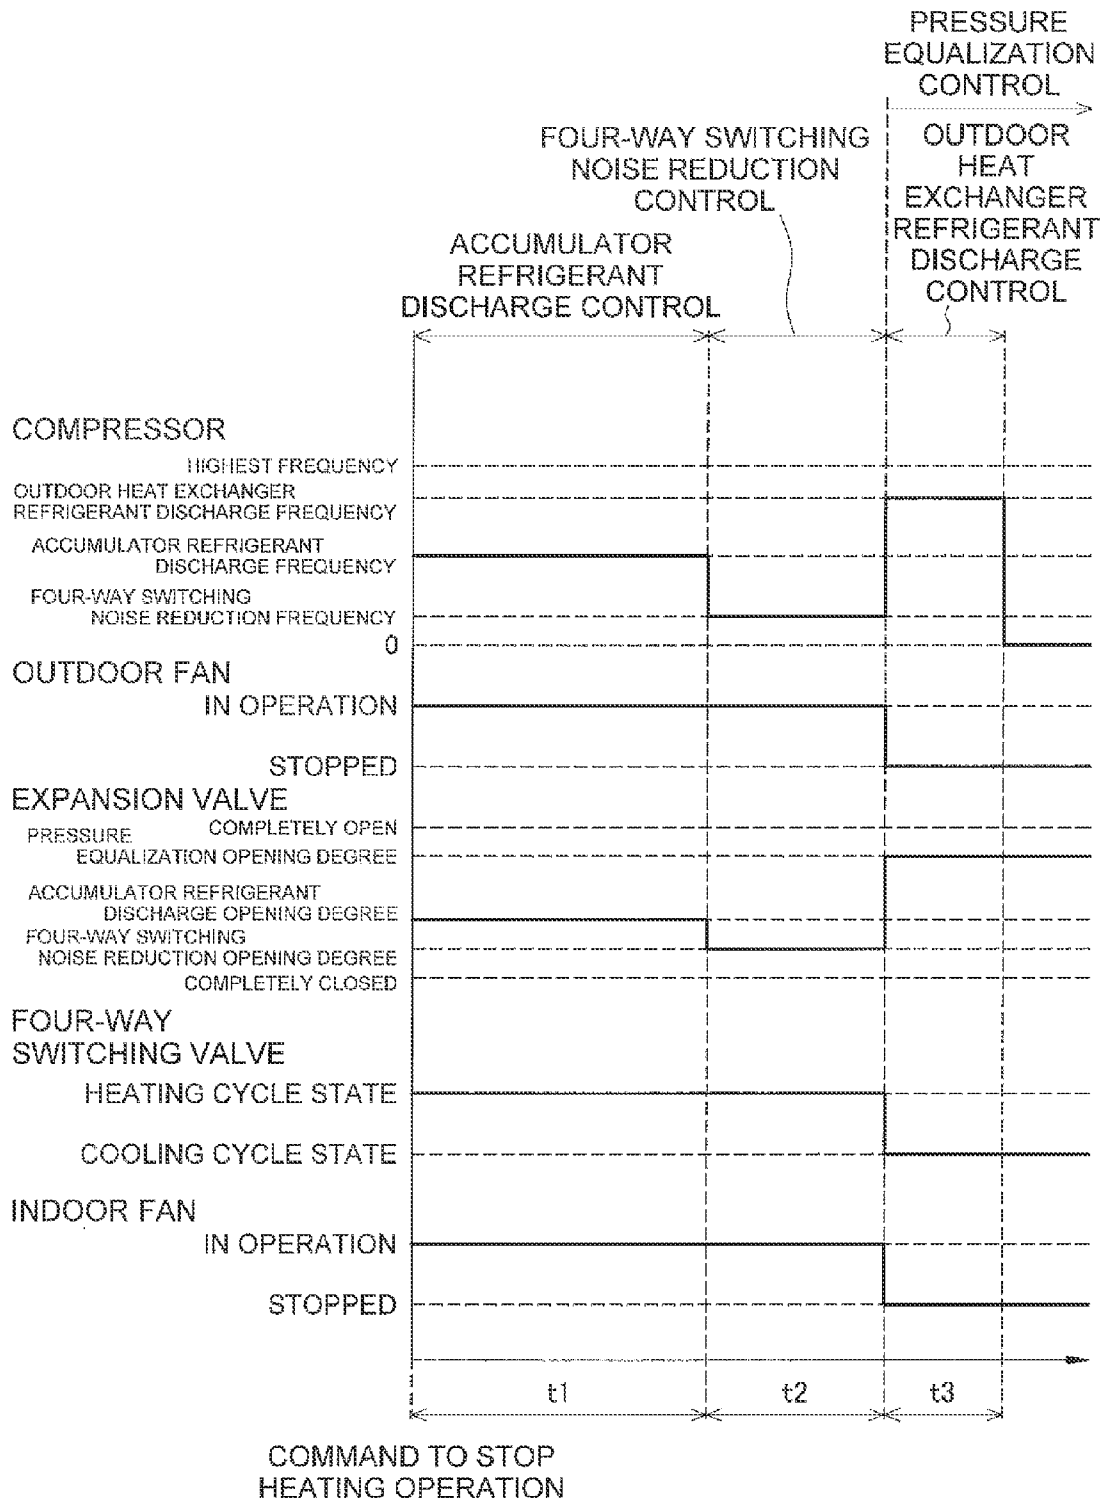 PRESSURE
EQUALIZATION
CONTROL
FOUR-WAY SWITCHING
NOISE REDUCTION
CONTROL
OUTDOOR
HEAT
EXCHANGER
REFRIGERANT
DISCHARGE
CONTROL
ACCUMULATOR
REFRIGERANT
DISCHARGE CONTROL
COMPRESSOR
HIGHEST FREQUENCY
OUTDOOR HEAT EXCHANGER
REFRIGERANT DISCHARGE FREQUENCY
ACCUMULATOR REFRIGERANT
DISCHARGE FREQUENCY
FOUR-WAY SWITCHING
NOISE REDUCTION FREQUENCY
0
OUTDOOR FAN
IN OPERATION
STOPPED
EXPANSION VALVE
COMPLETELY OPEN
PRESSURE
EQUALIZATION OPENING DEGREE
ACCUMULATOR REFRIGERANT
DISCHARGE OPENING DEGREE
FOUR-WAY SWITCHING
NOISE REDUCTION OPENING DEGREE
COMPLETELY CLOSED
FOUR-WAY
SWITCHING VALVE
HEATING CYCLE STATE
COOLING CYCLE STATE
INDOOR FAN
IN OPERATION
STOPPED
t1 t2 t3
COMMAND TO STOP
HEATING OPERATION